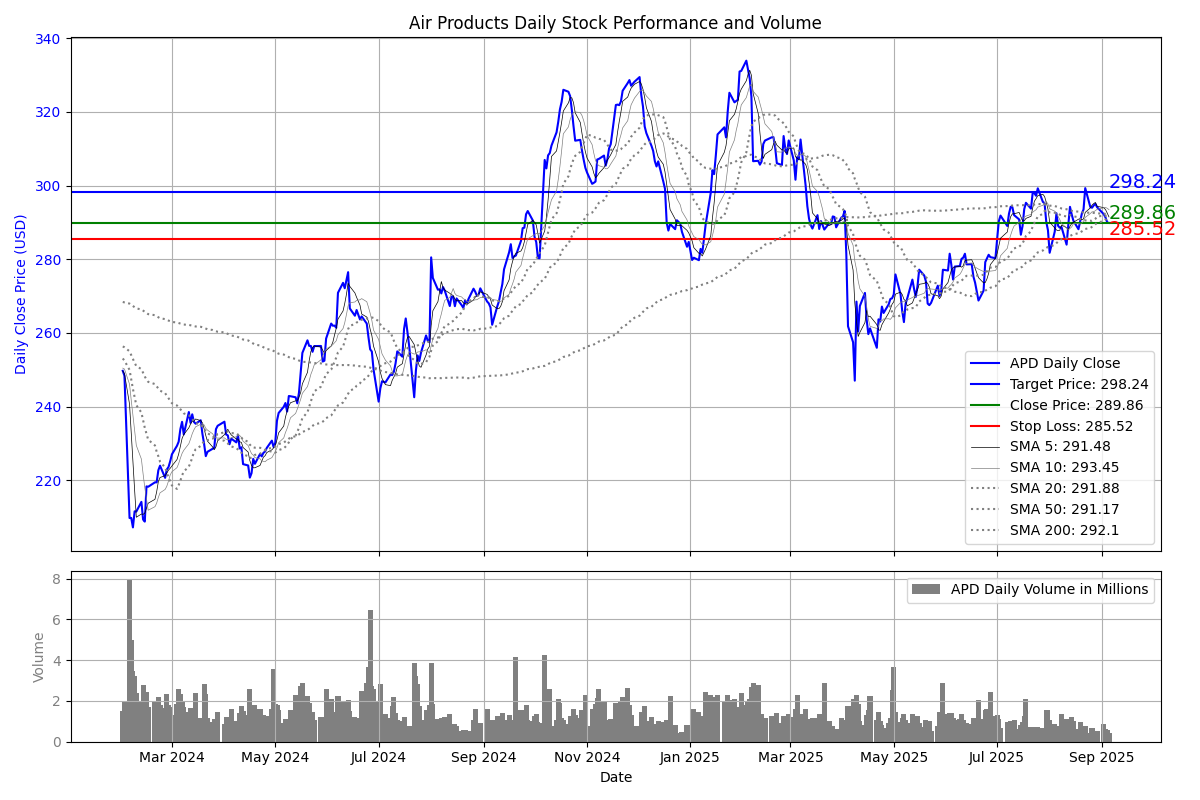 Air Products Daily Stock Performance and Volume
Daily Close Price (USD)
340
320
300
280
260
240
220
298.24
289.86
285.52
APD Daily Close
Target Price: 298.24
Close Price: 289.86
Stop Loss: 285.52
SMA 5: 291.48
SMA 10: 293.45
SMA 20: 291.88
SMA 50: 291.17
SMA 200: 292.1
Volume
8
6
4
2
0
APD Daily Volume in Millions
Mar 2024 May 2024 Jul 2024 Sep 2024 Nov 2024 Jan 2025 Mar 2025 May 2025 Jul 2025 Sep 2025
Date